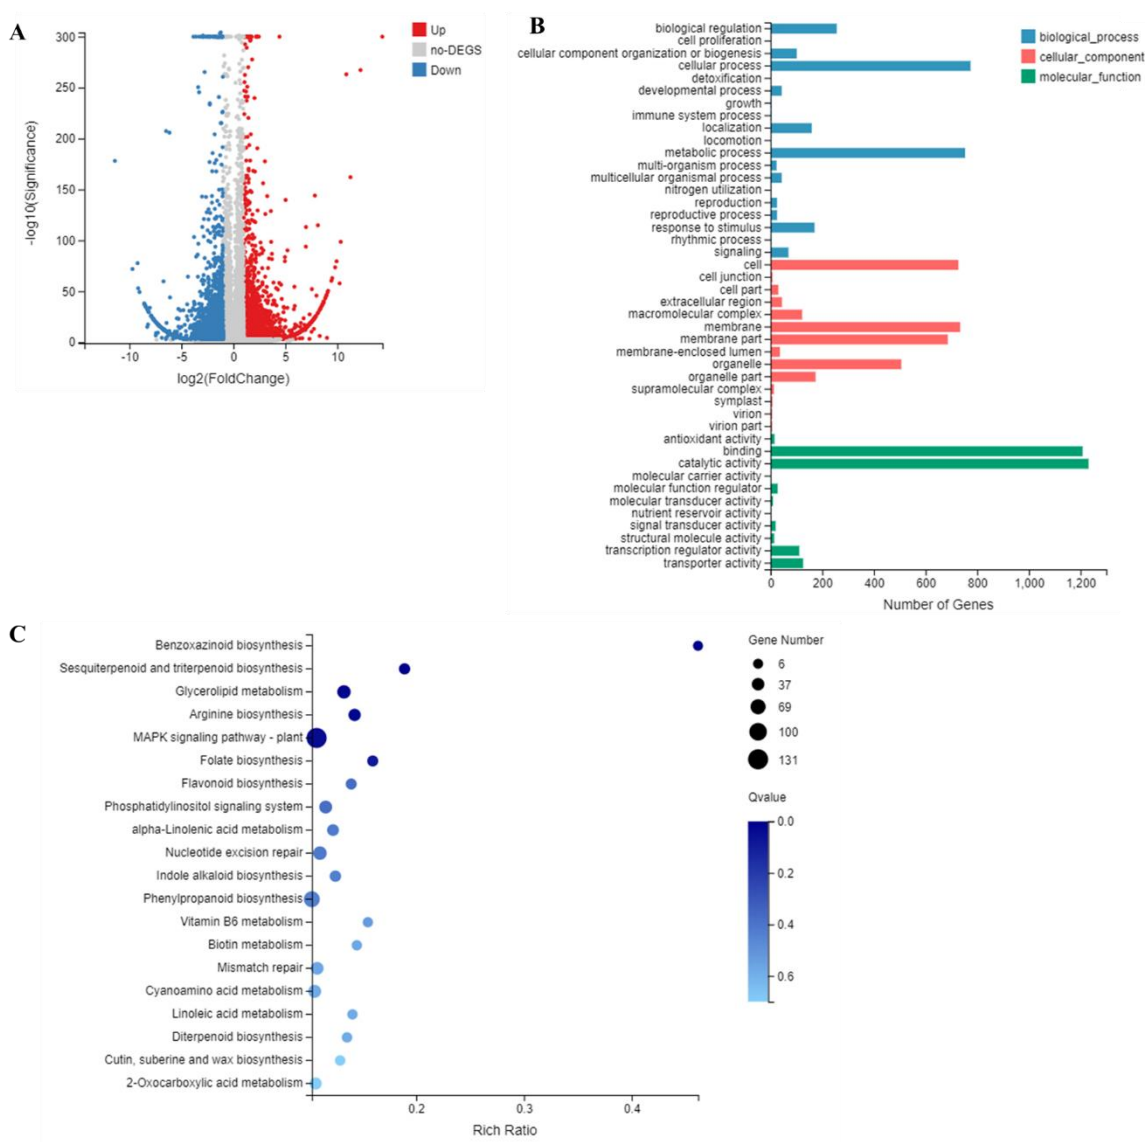 A
300
250
200
150
100
50
0
-10
-5
0
5
10
-log10(Significance)
log2(FoldChange)
Up
no-DEGS
Down
B
biological regulation
cell proliferation
cellular component organization or biogenesis
cellular process
detoxification
developmental process
growth
immune system process
localization
locomotion
metabolic process
multi-organism process
multicellular organismal process
nitrogen utilization
reproduction
reproductive process
response to stimulus
rhythmic process
signaling
cell
cell junction
cell part
extracellular region
macromolecular complex
membrane
membrane part
membrane-enclosed lumen
organelle
organelle part
supramolecular complex
symplast
virion
virion part
antioxidant activity
binding
catalytic activity
molecular carrier activity
molecular function regulator
molecular transducer activity
nutrient reservoir activity
signal transducer activity
structural molecule activity
transcription regulator activity
transporter activity
0
200
400
600
800
1,000
1,200
Number of Genes
biological_process
cellular_component
molecular_function
C
Benzoxazinoid biosynthesis
Sesquiterpenoid and triterpenoid biosynthesis
Glycerolipid metabolism
Arginine biosynthesis
MAPK signaling pathway - plant
Folate biosynthesis
Flavonoid biosynthesis
Phosphatidylinositol signaling system
alpha-Linolenic acid metabolism
Nucleotide excision repair
Indole alkaloid biosynthesis
Phenylpropanoid biosynthesis
Vitamin B6 metabolism
Biotin metabolism
Mismatch repair
Cyanoamino acid metabolism
Linoleic acid metabolism
Diterpenoid biosynthesis
Cutin, suberine and wax biosynthesis
2-Oxocarboxylic acid metabolism
0.2
0.3
0.4
Rich Ratio
Gene Number
6
37
69
100
131
Qvalue
0.0
0.2
0.4
0.6